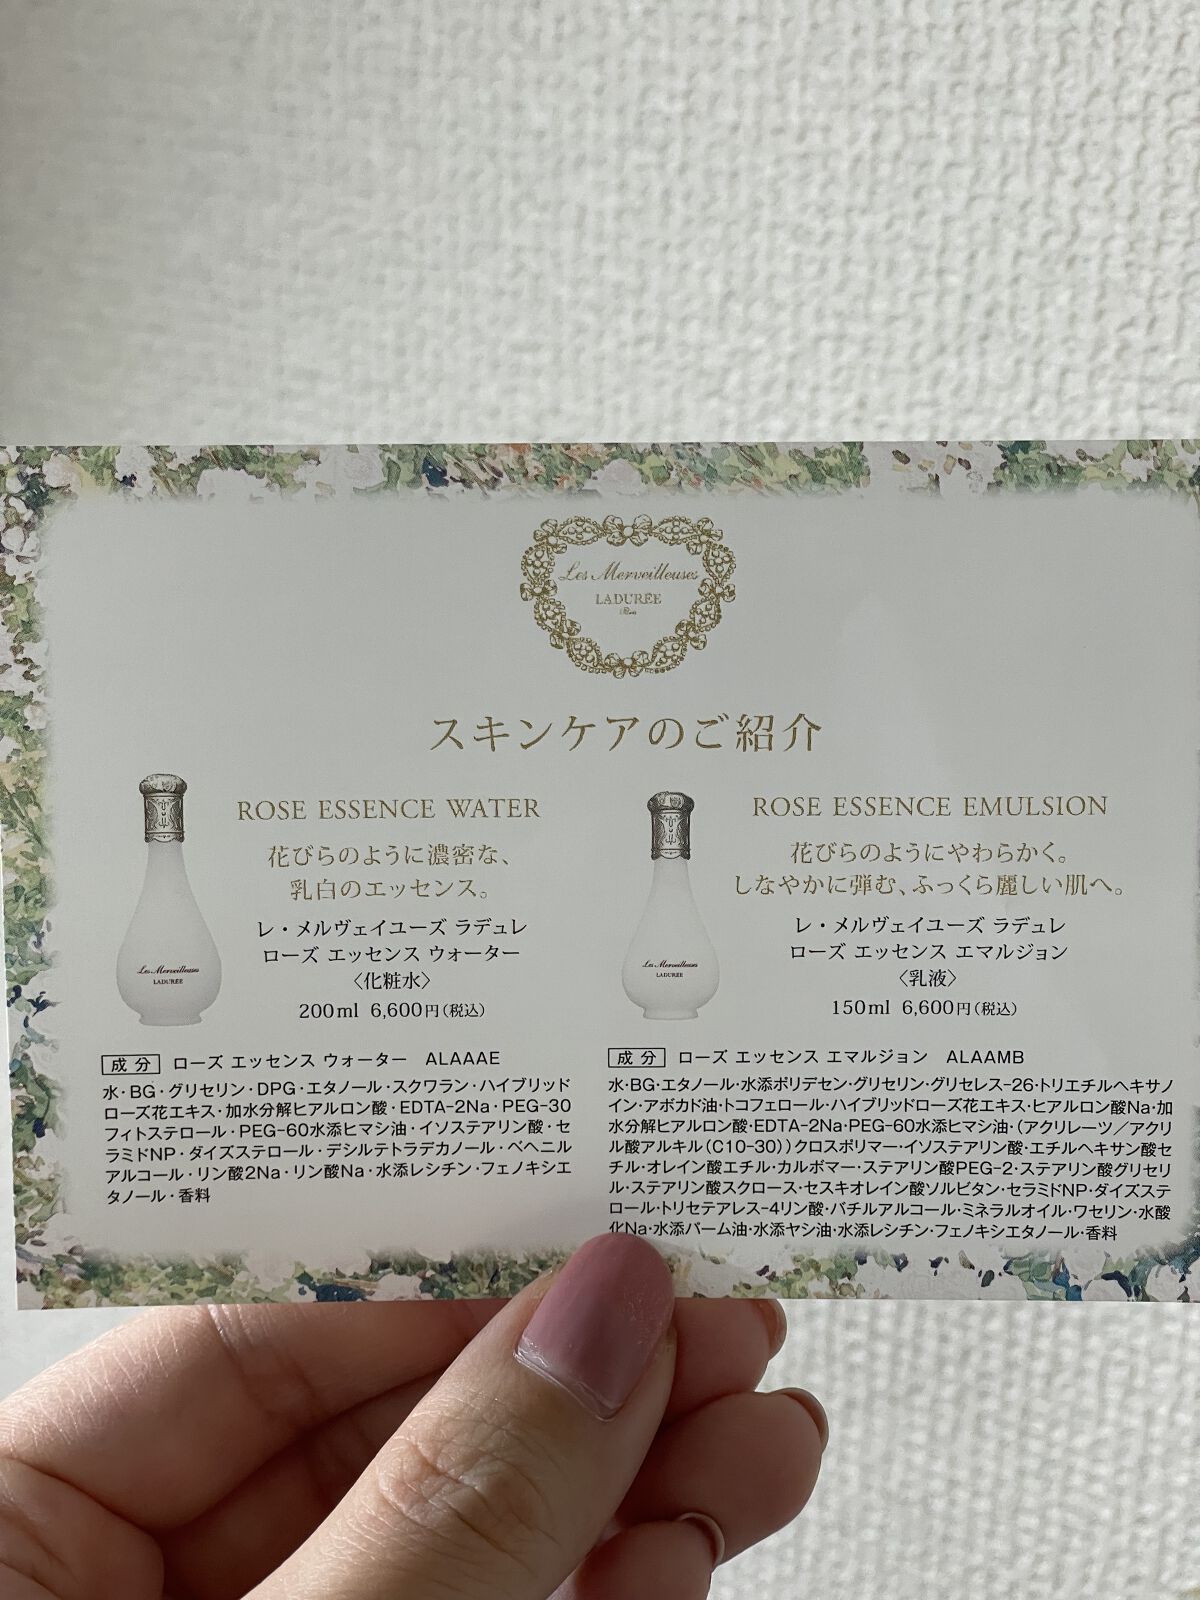 Les Merveilleuses
LADURÉE
Paris
スキンケアのご紹介
ROSE ESSENCE WATER
花びらのように濃密な、
乳白のエッセンス。
レ・メルヴェイユーズ ラデュレ
ローズ エッセンス ウォーター
〈化粧水〉
200ml 6,600円(税込)
Les Merveilleuses
LADURÉE
成分 ローズ エッセンス ウォーター ALAAAE
水・BG・グリセリン・DPG・エタノール・スクワラン・ハイブリッド
ローズ花エキス・加水分解ヒアルロン酸・EDTA-2Na・PEG-30
フィトステロール・PEG-60水添ヒマシ油・イソステアリン酸・セ
ラミドNP・ダイズステロール・デシルテトラデカノール・ベヘニル
アルコール・リン酸2Na・リン酸Na・水添レシチン・フェノキシエ
タノール・香料
ROSE ESSENCE EMULSION
花びらのようにやわらかく。
しなやかに弾む、ふっくら麗しい肌へ。
レ・メルヴェイユーズ ラデュレ
ローズ エッセンス エマルジョン
〈乳液〉
150ml 6,600円(税込)
Les Merveilleuses
LADURÉE
成分 ローズ エッセンス エマルジョン ALAAMB
水・BG・エタノール・水添ポリデセン・グリセリン・グリセレス-26・トリエチルヘキサノ
イン・アボカド油・トコフェロール・ハイブリッドローズ花エキス・ヒアルロン酸Na・加
水分解ヒアルロン酸・EDTA-2Na・PEG-60水添ヒマシ油・(アクリレーツ/アクリ
ル酸アルキル(C10-30))クロスポリマー・イソステアリン酸・エチルヘキサン酸セ
チル・オレイン酸エチル・カルボマー・ステアリン酸PEG-2・ステアリン酸グリセリ
ル・ステアリン酸スクロース・セスキオレイン酸ソルビタン・セラミドNP・ダイズステ
ロール・トリセテアレス-4リン酸・バチルアルコール・ミネラルオイル・ワセリン・水酸
化Na・水添パーム油・水添ヤシ油・水添レシチン・フェノキシエタノール・香料